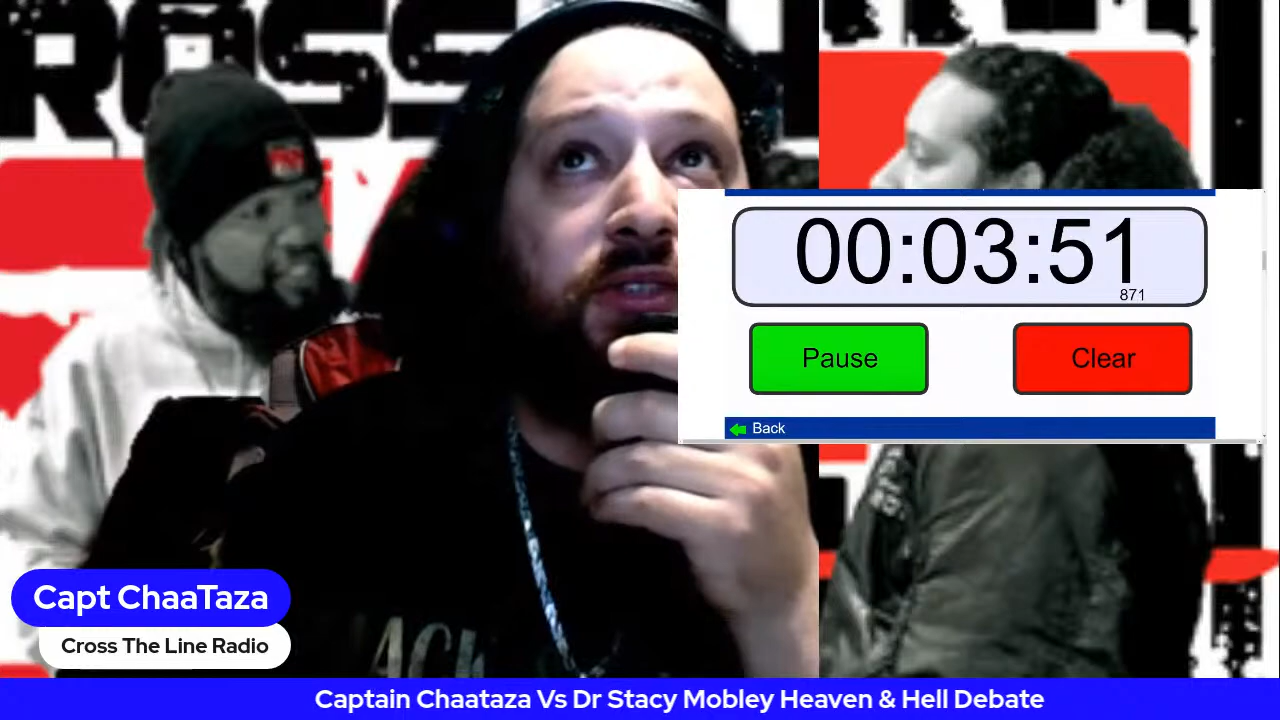 ROSS
00:03:51
871
Pause
Clear
Back
Capt ChaaTaza
Cross The Line Radio
Captain Chaataza Vs Dr Stacy Mobley Heaven & Hell Debate